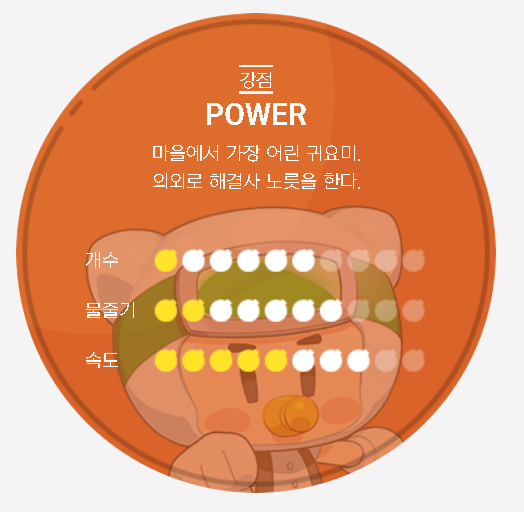 강점
POWER
마을에서 가장 어린 귀요미.
의외로 해결사 노릇을 한다.
개수
물줄기
속도